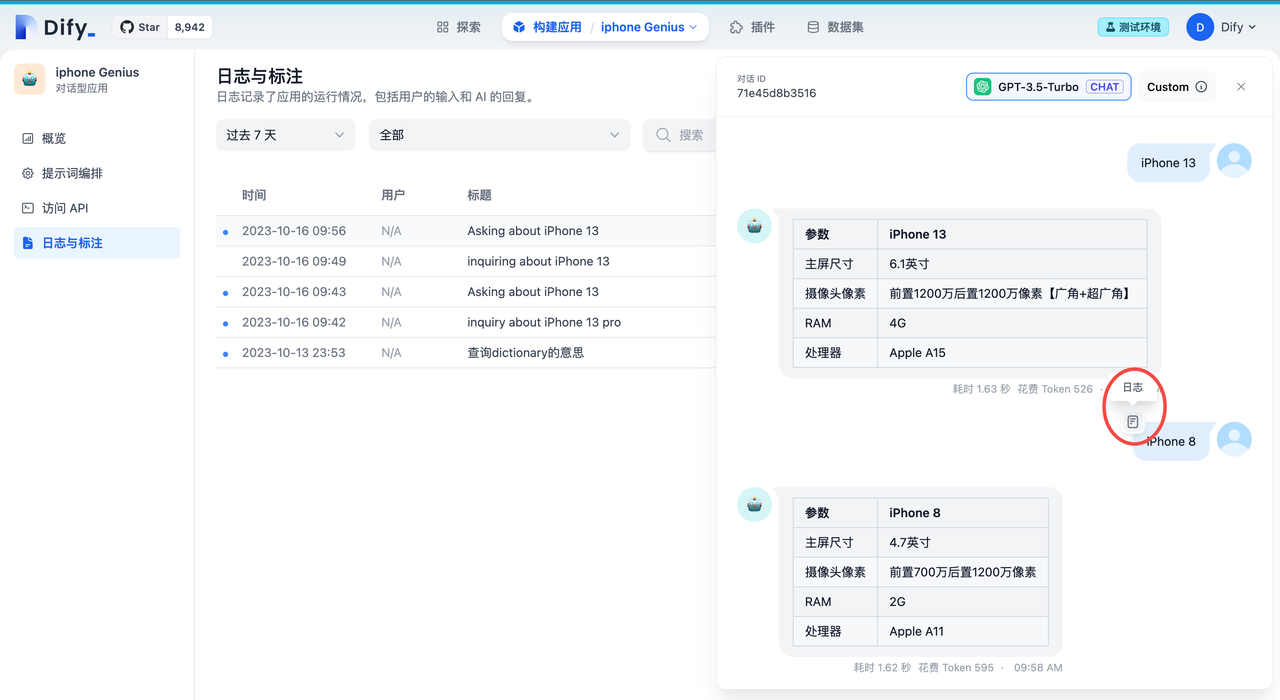 Dify_
Star 8,942
探索
构建应用 / iphone Genius
插件
数据集
测试环境
D Dify
iphone Genius
对话型应用
概览
提示词编排
访问 API
日志与标注
日志与标注
日志记录了应用的运行情况，包括用户的输入和 AI 的回复。
过去 7 天
全部
搜索
时间 用户 标题
2023-10-16 09:56 N/A Asking about iPhone 13
2023-10-16 09:49 N/A inquiring about iPhone 13
2023-10-16 09:43 N/A Asking about iPhone 13
2023-10-16 09:42 N/A inquiry about iPhone 13 pro
2023-10-13 23:53 N/A 查询dictionary的意思
对话 ID
71e45d8b3516
GPT-3.5-Turbo CHAT
Custom
iPhone 13
参数 iPhone 13
主屏尺寸 6.1英寸
摄像头像素 前置1200万后置1200万像素【广角+超广角】
RAM 4G
处理器 Apple A15
耗时 1.63 秒 花费 Token 526 ·
日志
iPhone 8
参数 iPhone 8
主屏尺寸 4.7英寸
摄像头像素 前置700万后置1200万像素
RAM 2G
处理器 Apple A11
耗时 1.62 秒 花费 Token 595 · 09:58 AM